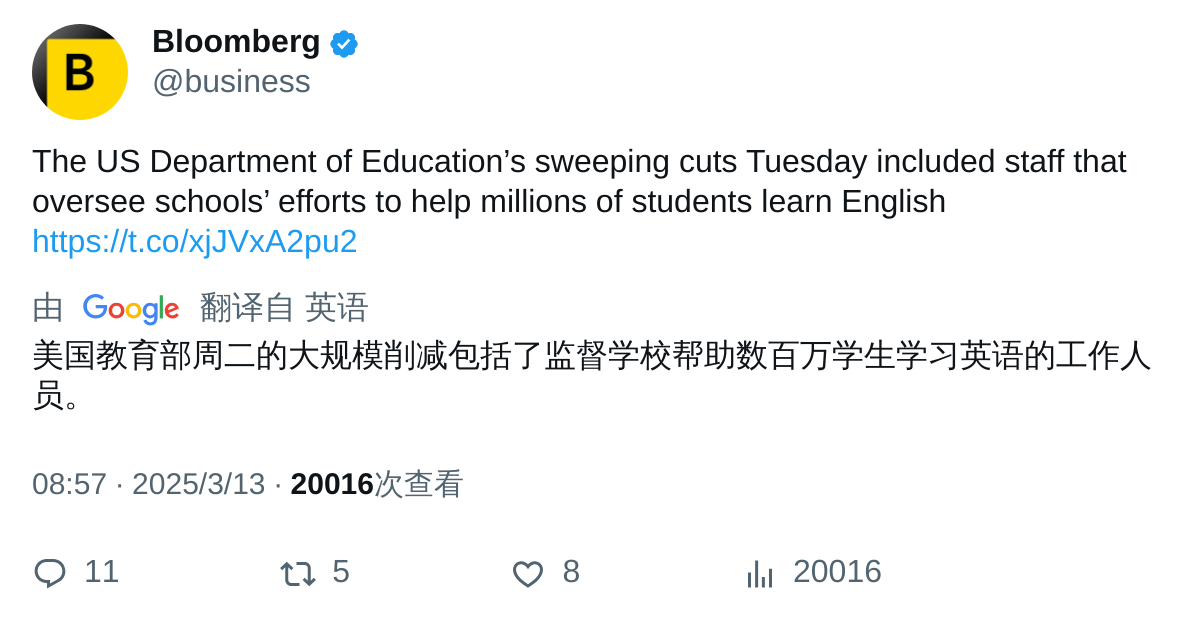 B
Bloomberg
@business
The US Department of Education’s sweeping cuts Tuesday included staff that
oversee schools’ efforts to help millions of students learn English
https://t.co/xjJVxA2pu2
由 Google 翻译自 英语
美国教育部周二的大规模削减包括了监督学校帮助数百万学生学习英语的工作人
员。
08:57 · 2025/3/13 · 20016次查看
11 5 8 20016